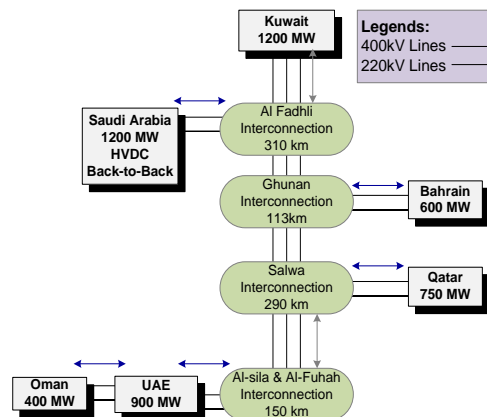 Kuwait
1200 MW
Legends:
400kV Lines
220kV Lines
Al Fadhli
Interconnection
310 km
Saudi Arabia
1200 MW
HVDC
Back-to-Back
Ghunan
Interconnection
113km
Bahrain
600 MW
Salwa
Interconnection
290 km
Qatar
750 MW
Al-sila & Al-Fuhah
Interconnection
150 km
Oman
400 MW
UAE
900 MW